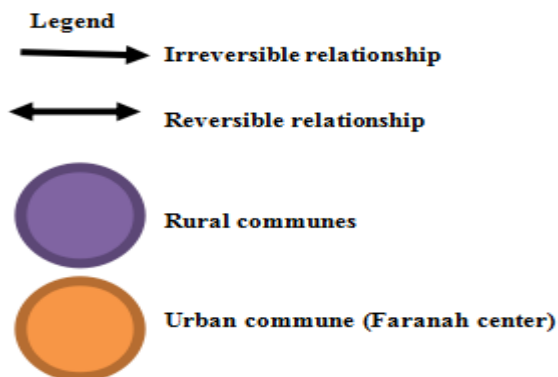 Legend
Irreversible relationship
Reversible relationship
Rural communes
Urban commune (Faranah center)